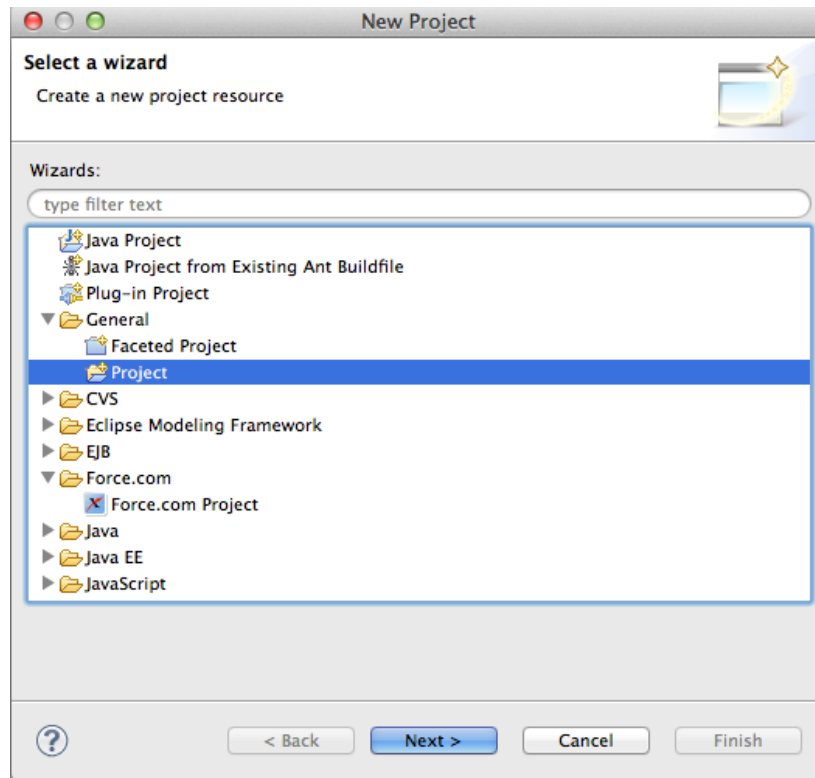 New Project
Select a wizard
Create a new project resource
Wizards:
type filter text
Java Project
Java Project from Existing Ant Buildfile
Plug-in Project
General
Faceted Project
Project
CVS
Eclipse Modeling Framework
EJB
Force.com
Force.com Project
Java
Java EE
JavaScript
? < Back Next > Cancel Finish